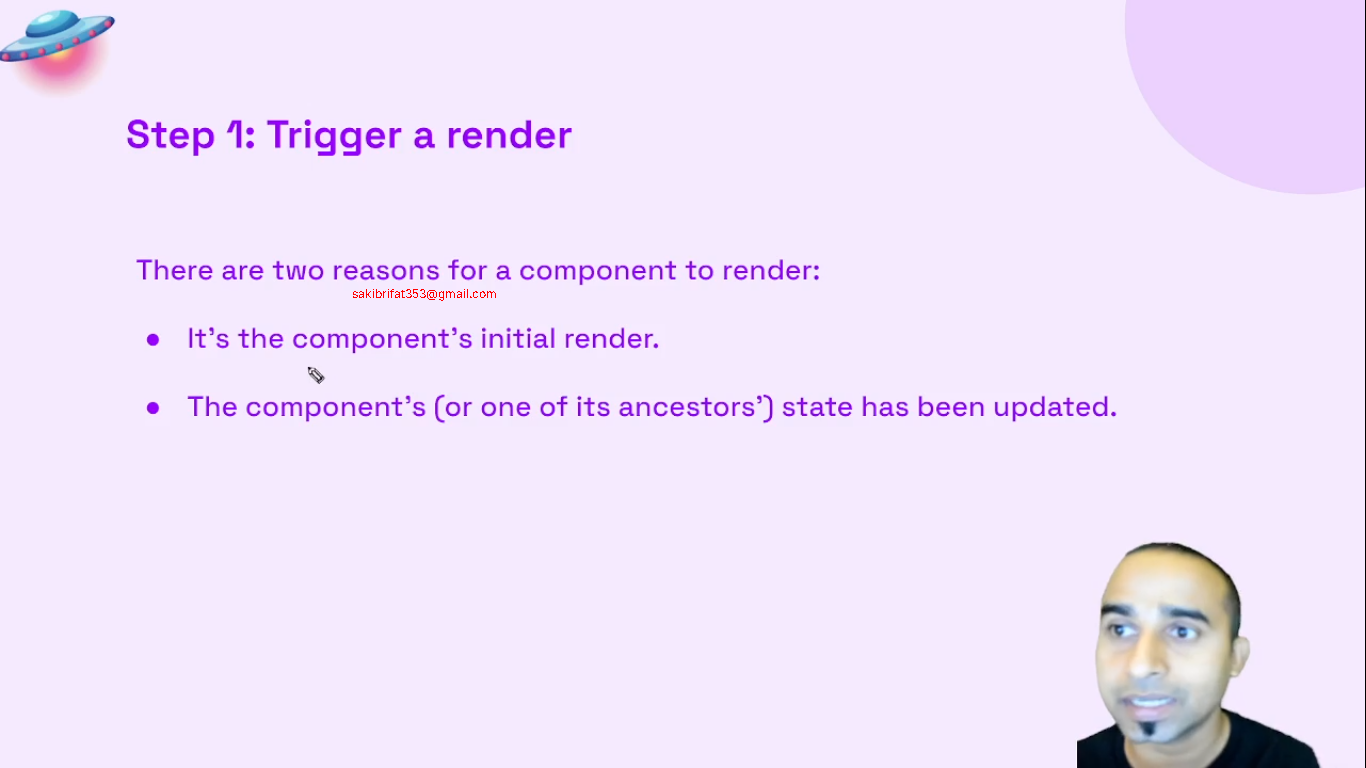 Step 1: Trigger a render
There are two reasons for a component to render:
sakibrifat353@gmail.com
● It’s the component’s initial render.
● The component’s (or one of its ancestors’) state has been updated.